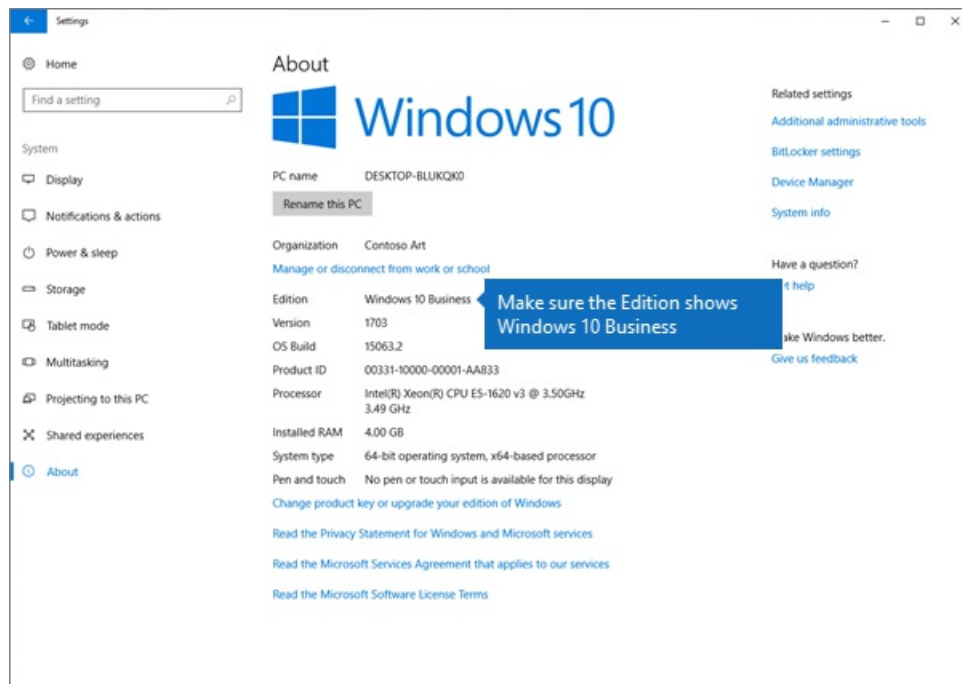 Settings
Home
Find a setting
System
Display
Notifications & actions
Power & sleep
Storage
Tablet mode
Multitasking
Projecting to this PC
Shared experiences
About
About
Windows 10
PC name DESKTOP-BLUKQK0
Rename this PC
Organization Contoso Art
Manage or disconnect from work or school
Edition Windows 10 Business
Version 1703
OS Build 15063.2
Product ID 00331-10000-00001-AA833
Processor Intel(R) Xeon(R) CPU E5-1620 v3 @ 3.50GHz
3.49 GHz
Installed RAM 4.00 GB
System type 64-bit operating system, x64-based processor
Pen and touch No pen or touch input is available for this display
Change product key or upgrade your edition of Windows
Read the Privacy Statement for Windows and Microsoft services
Read the Microsoft Services Agreement that applies to our services
Read the Microsoft Software License Terms
Make sure the Edition shows
Windows 10 Business
Related settings
Additional administrative tools
BitLocker settings
Device Manager
System info
Have a question?
help
Windows better.
Give us feedback